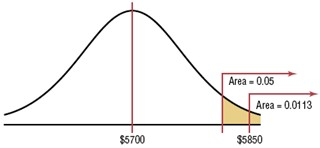 Area = 0.05
Area = 0.0113
$5700 $5850